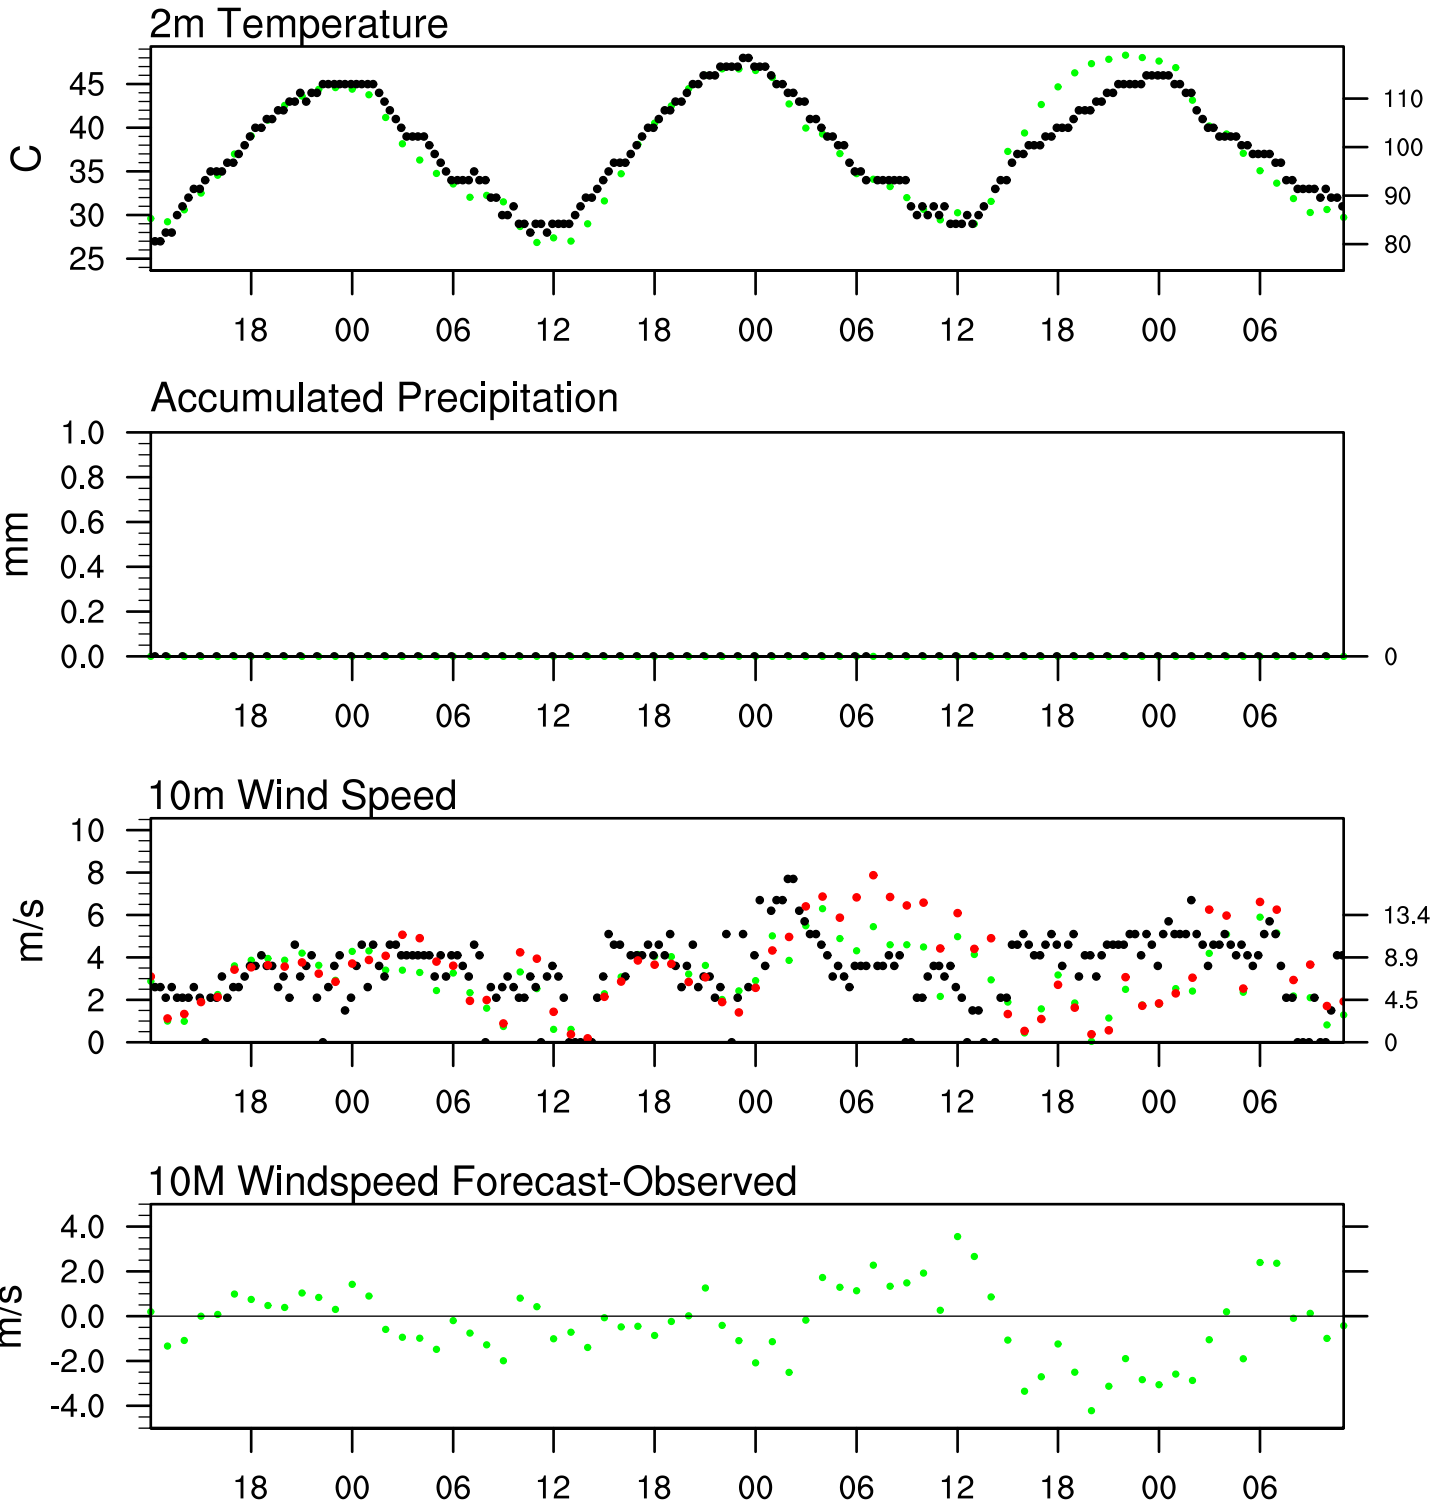 2m Temperature
45
40
35
30
25
C
110
100
90
80
18 00 06 12 18 00 06 12 18 00 06
Accumulated Precipitation
1.0
0.8
0.6
0.4
0.2
0.0
mm
0
18 00 06 12 18 00 06 12 18 00 06
10m Wind Speed
10
8
6
4
2
0
m/s
13.4
8.9
4.5
0
18 00 06 12 18 00 06 12 18 00 06
10M Windspeed Forecast-Observed
4.0
2.0
0.0
-2.0
-4.0
m/s
18 00 06 12 18 00 06 12 18 00 06